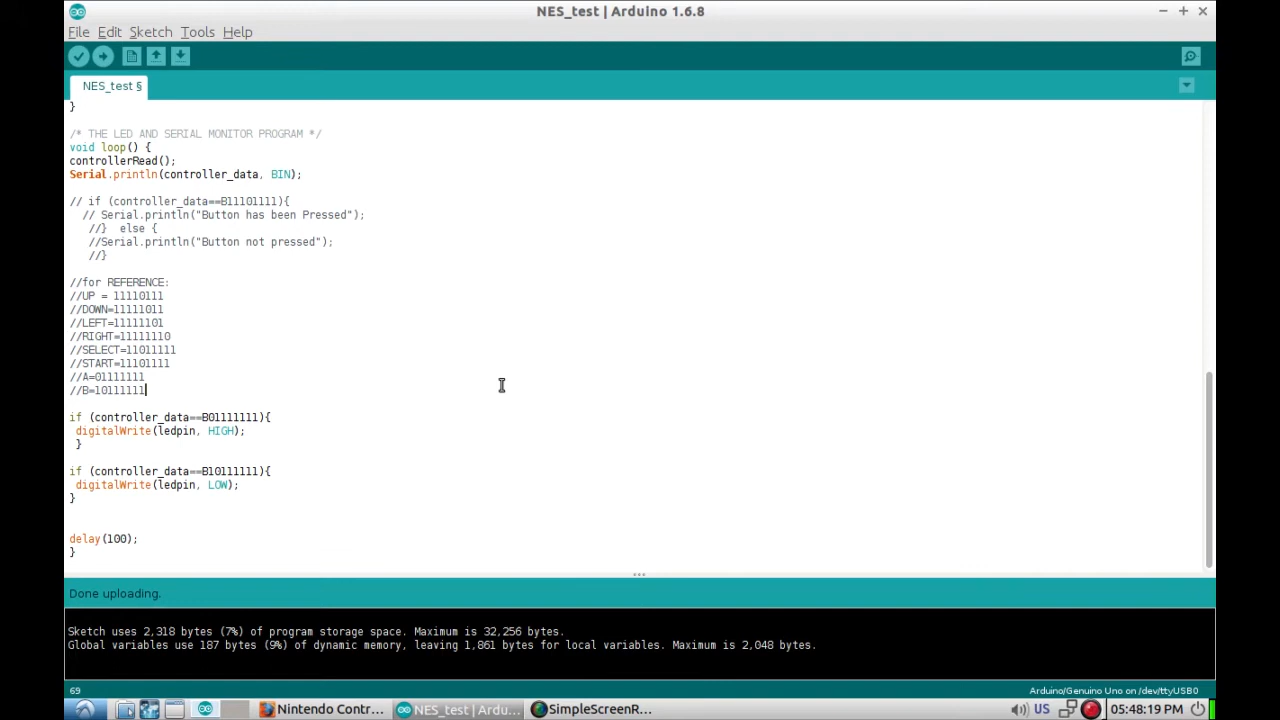 NES_test | Arduino 1.6.8
File Edit Sketch Tools Help
NES_test §
}
/* THE LED AND SERIAL MONITOR PROGRAM */
void loop() {
controllerRead();
Serial.println(controller_data, BIN);
// if (controller_data==B11101111){
// Serial.println("Button has been Pressed");
//}  else {
//Serial.println("Button not pressed");
//}
//for REFERENCE:
//UP = 11110111
//DOWN=11111011
//LEFT=11111101
//RIGHT=11111110
//SELECT=11011111
//START=11101111
//A=01111111
//B=10111111
if (controller_data==B01111111){
digitalWrite(ledpin, HIGH);
}
if (controller_data==B10111111){
digitalWrite(ledpin, LOW);
}
delay(100);
}
Done uploading.
Sketch uses 2,318 bytes (7%) of program storage space. Maximum is 32,256 bytes.
Global variables use 187 bytes (9%) of dynamic memory, leaving 1,861 bytes for local variables. Maximum is 2,048 bytes.
69 Arduino/Genuino Uno on /dev/ttyUSB0
Nintendo Contr... NES_test | Ardu... SimpleScreenR... US 05:48:19 PM